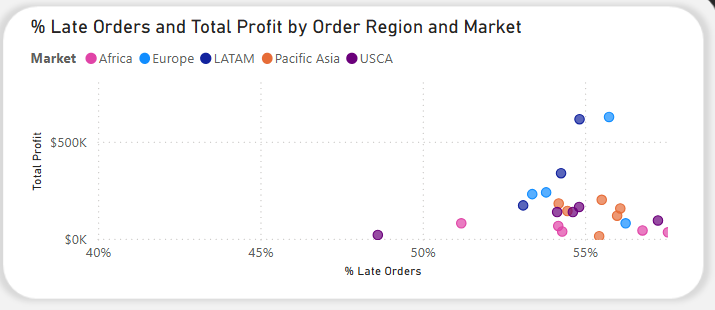 % Late Orders and Total Profit by Order Region and Market
Market Africa Europe LATAM Pacific Asia USCA
Total Profit
$500K
$0K
40% 45% 50% 55%
% Late Orders